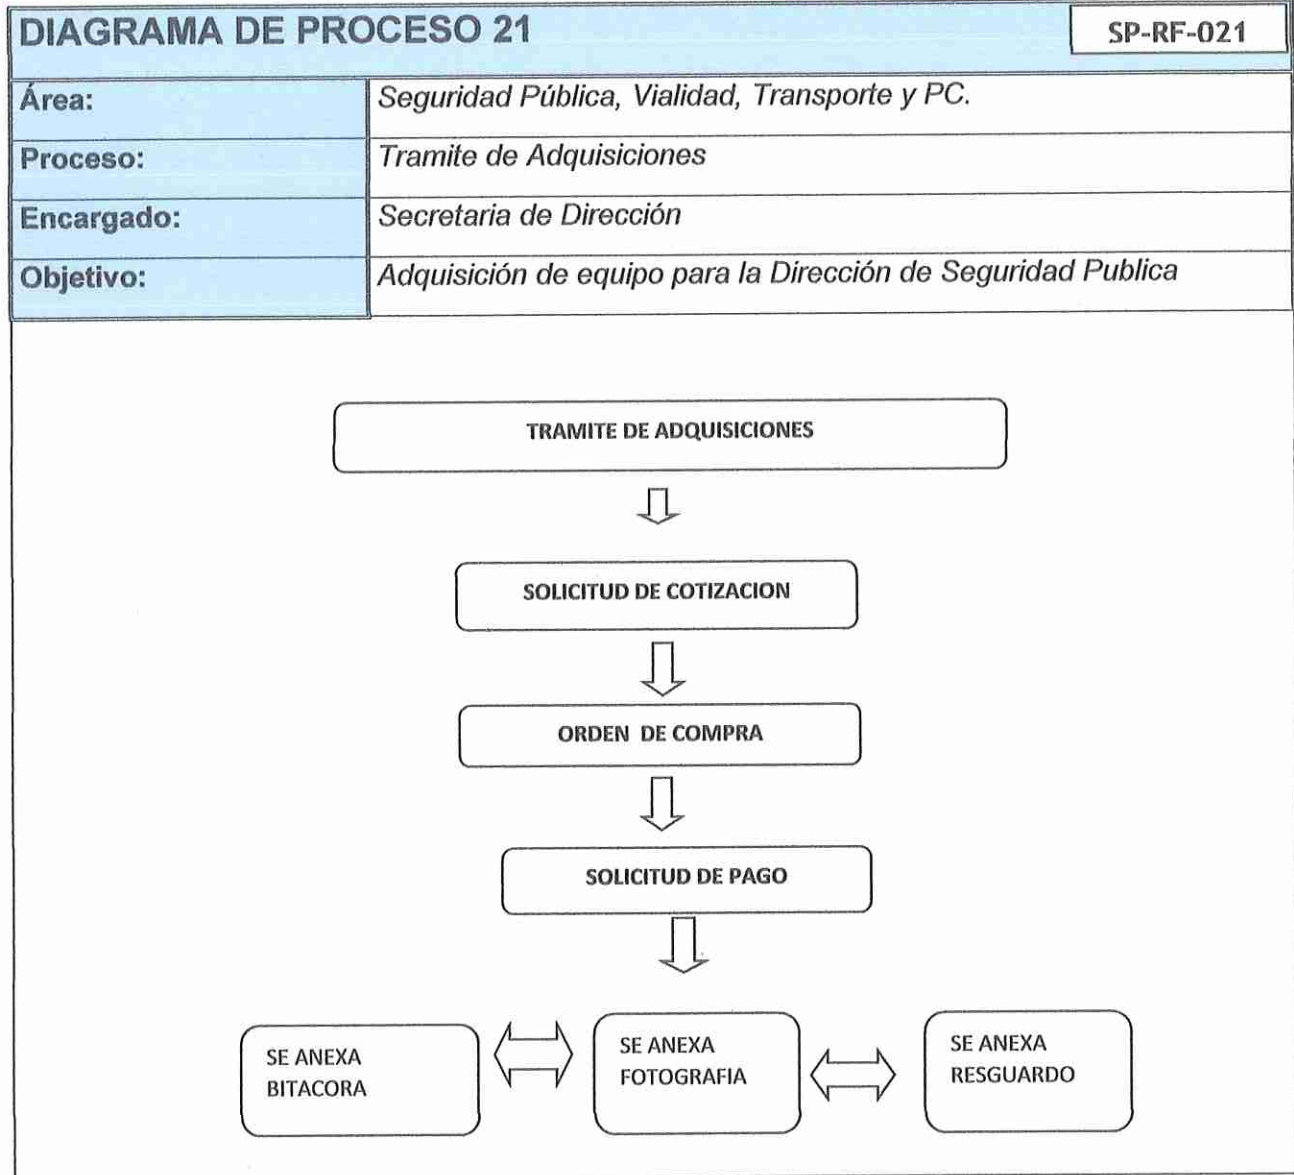 DIAGRAMA DE PROCESO 21
SP-RF-021
Área:
Seguridad Pública, Vialidad, Transporte y PC.
Proceso:
Tramite de Adquisiciones
Encargado:
Secretaria de Dirección
Objetivo:
Adquisición de equipo para la Dirección de Seguridad Publica
TRAMITE DE ADQUISICIONES
SOLICITUD DE COTIZACION
ORDEN DE COMPRA
SOLICITUD DE PAGO
SE ANEXA
BITACORA
SE ANEXA
FOTOGRAFIA
SE ANEXA
RESGUARDO